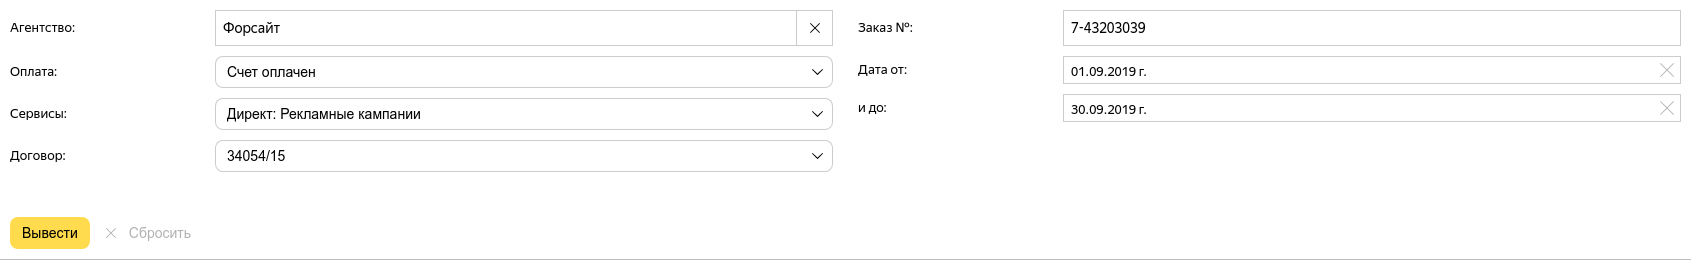 Агентство: Форсайт
Заказ №: 7-43203039
Оплата: Счет оплачен
Дата от: 01.09.2019 г.
Сервисы: Директ: Рекламные кампании
и до: 30.09.2019 г.
Договор: 34054/15
Вывести Сбросить